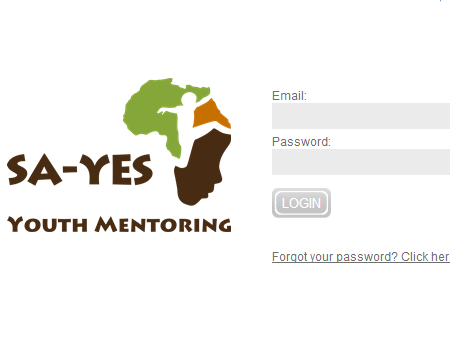 Email:
SA-YES
Password:
LOGIN
Youth Mentoring
Forgot your password? Click her